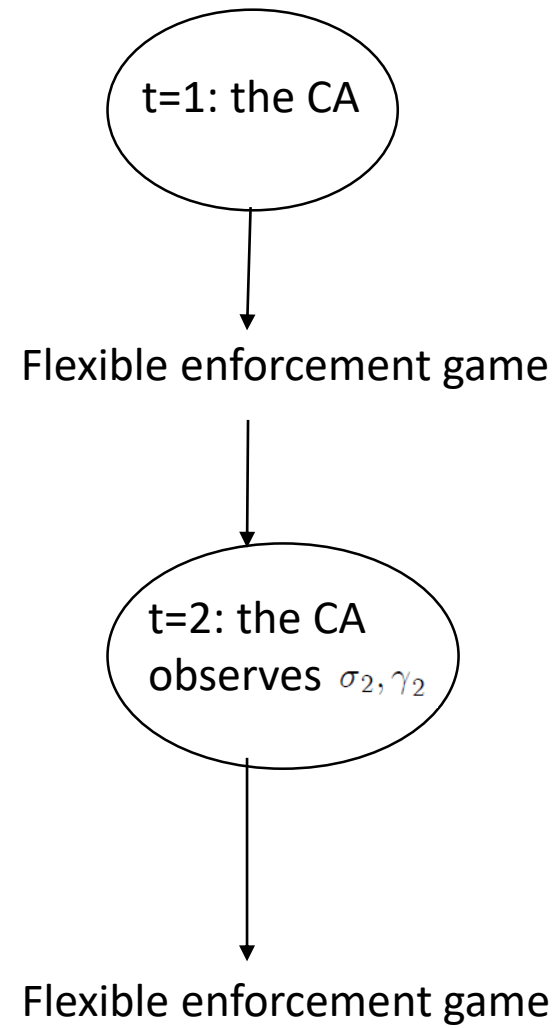 t=1: the CA
Flexible enforcement game
t=2: the CA
observes σ₂, γ₂
Flexible enforcement game